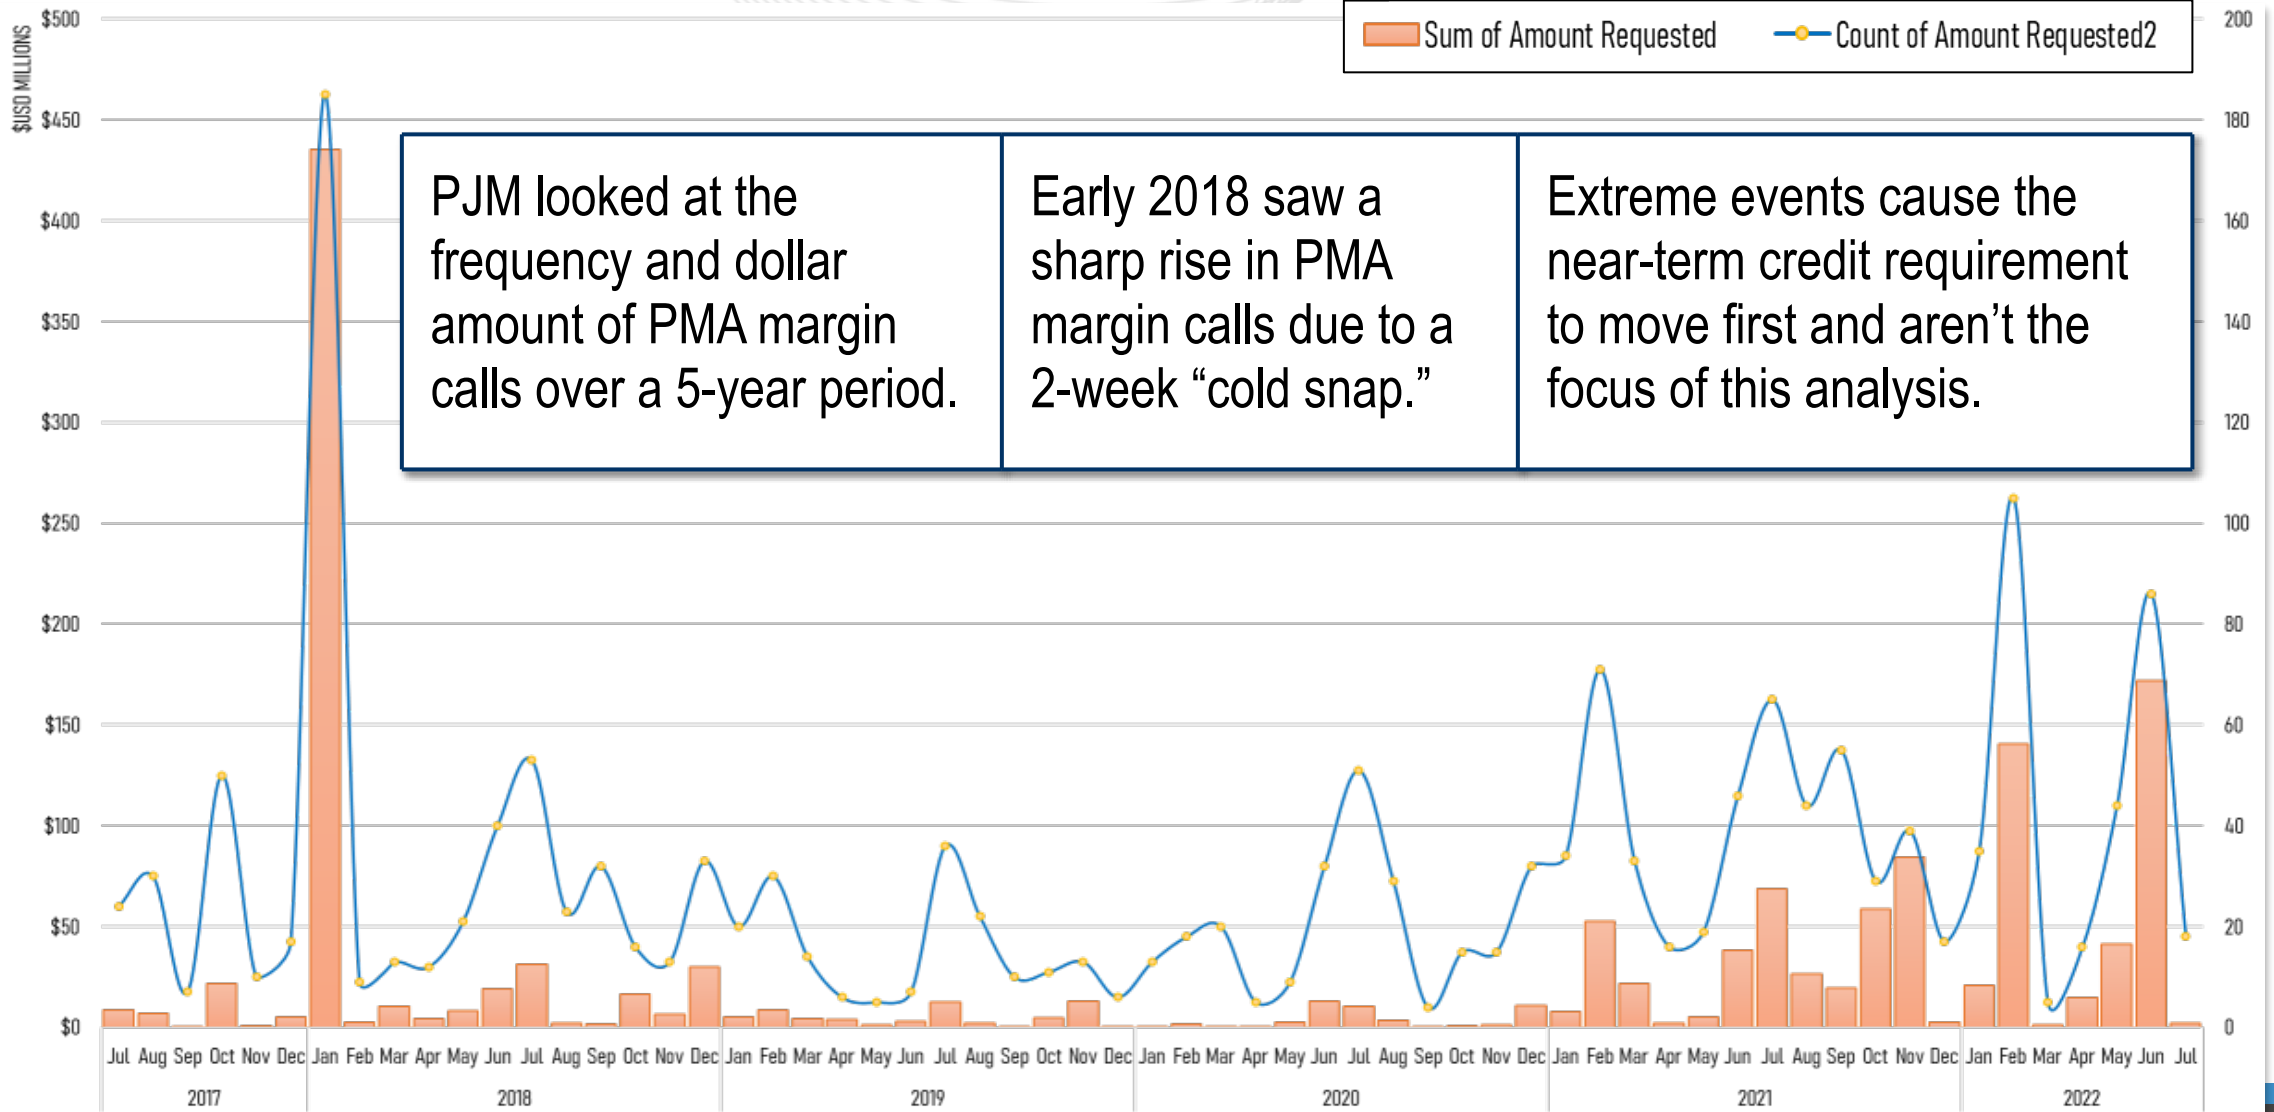 $USD MILLIONS
$500
$450
$400
$350
$300
$250
$200
$150
$100
$50
$0
Sum of Amount Requested
Count of Amount Requested2
200
180
160
140
120
100
80
60
40
20
0
PJM looked at the
frequency and dollar
amount of PMA margin
calls over a 5-year period.
Early 2018 saw a
sharp rise in PMA
margin calls due to a
2-week “cold snap.”
Extreme events cause the
near-term credit requirement
to move first and aren’t the
focus of this analysis.
Jul Aug Sep Oct Nov Dec Jan Feb Mar Apr May Jun Jul Aug Sep Oct Nov Dec Jan Feb Mar Apr May Jun Jul Aug Sep Oct Nov Dec Jan Feb Mar Apr May Jun Jul Aug Sep Oct Nov Dec Jan Feb Mar Apr May Jun Jul Aug Sep Oct Nov Dec Jan Feb Mar Apr May Jun Jul
2017 2018 2019 2020 2021 2022